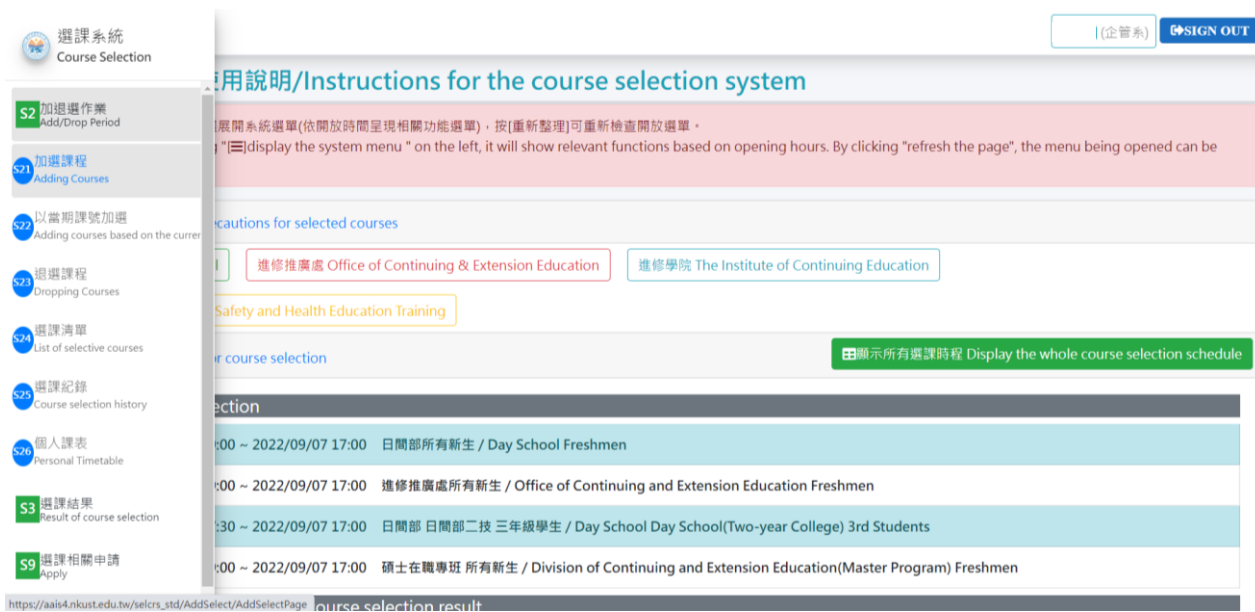 選課系統
Course Selection
(企管系)
SIGN OUT
用說明/Instructions for the course selection system
S2 加退選作業
Add/Drop Period
展開系統選單(依開放時間呈現相關功能選單)，按[重新整理]可重新檢查開放選單。
"[☰]display the system menu " on the left, it will show relevant functions based on opening hours. By clicking "refresh the page", the menu being opened can be
S21 加選課程
Adding Courses
S22 以當期課號加選
Adding courses based on the curren
ecautions for selected courses
進修推廣處 Office of Continuing & Extension Education
進修學院 The Institute of Continuing Education
S23 退選課程
Dropping Courses
Safety and Health Education Training
S24 選課清單
List of selective courses
r course selection
顯示所有選課時程 Display the whole course selection schedule
S25 選課紀錄
Course selection history
ection
S26 個人課表
Personal Timetable
:00 ~ 2022/09/07 17:00 日間部所有新生 / Day School Freshmen
:00 ~ 2022/09/07 17:00 進修推廣處所有新生 / Office of Continuing and Extension Education Freshmen
S3 選課結果
Result of course selection
:30 ~ 2022/09/07 17:00 日間部 日間部二技 三年級學生 / Day School Day School(Two-year College) 3rd Students
S9 選課相關申請
Apply
:00 ~ 2022/09/07 17:00 碩士在職專班 所有新生 / Division of Continuing and Extension Education(Master Program) Freshmen
https://aais4.nkust.edu.tw/selcrs_std/AddSelect/AddSelectPage
ourse selection result